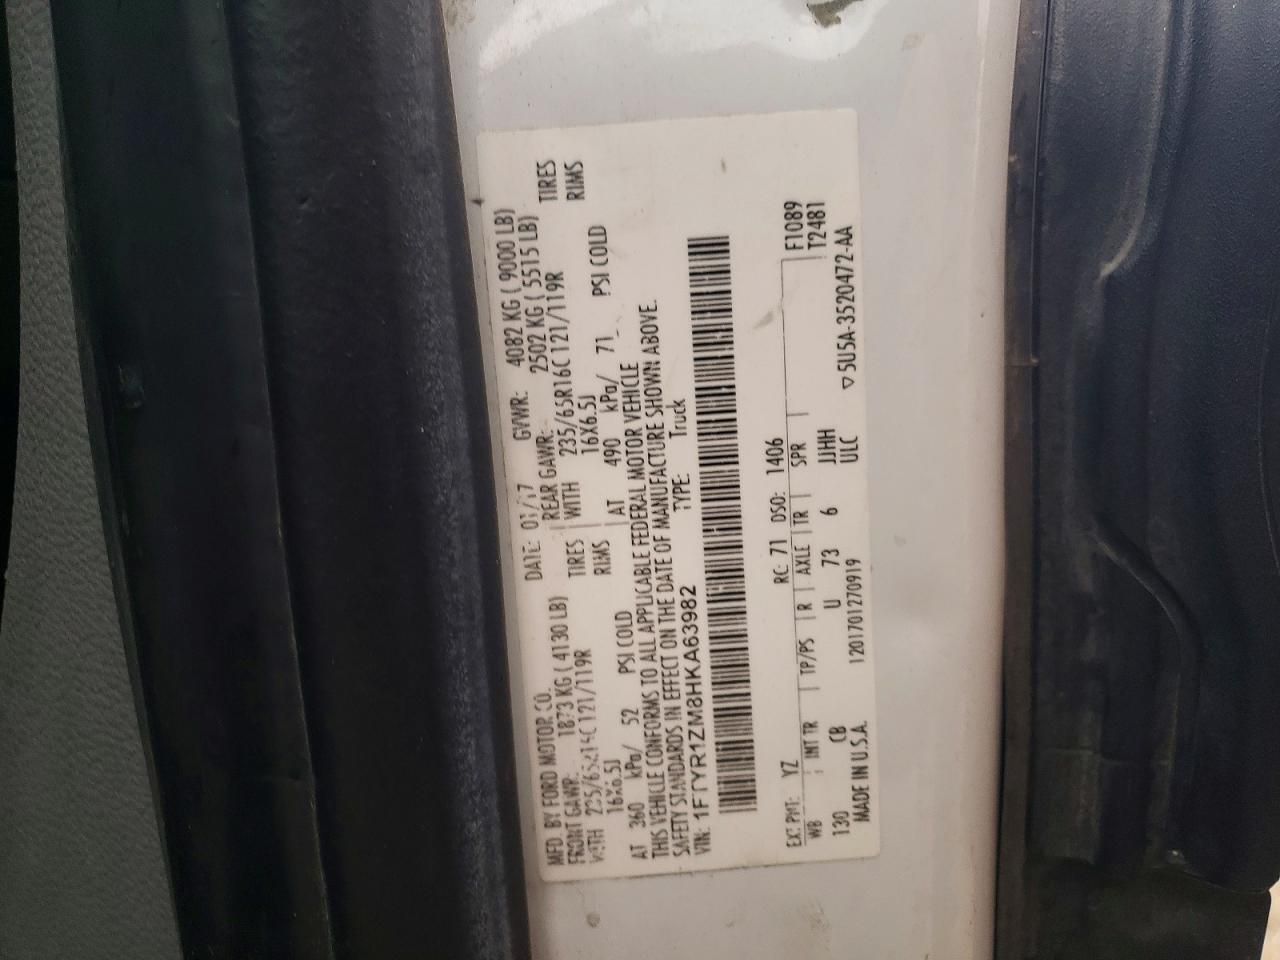 MFD. BY FORD MOTOR CO.
DATE: 01/17 GVWR: 4082 KG ( 9000 LB)
FRONT GAWR: 1873 KG ( 4130 LB) REAR GAWR: 2502 KG ( 5515 LB)
WITH 235/65R16C 121/119R TIRES WITH 235/65R16C 121/119R TIRES
16X6.5J RIMS 16X6.5J RIMS
AT 360 kPa/ 52 PSI COLD AT 490 kPa/ 71 PSI COLD
THIS VEHICLE CONFORMS TO ALL APPLICABLE FEDERAL MOTOR VEHICLE
SAFETY STANDARDS IN EFFECT ON THE DATE OF MANUFACTURE SHOWN ABOVE.
VIN: 1FTYR1ZM8HKA63982 TYPE: Truck
EXT PNT: YZ RC: 71 DSO: 1406 F1089
WB INT TR TP/PS R AXLE TR SPR T2481
130 CB U 73 6 JJHH
MADE IN U.S.A. 1201701270919 ULC ▽5U5A-3520472-AA